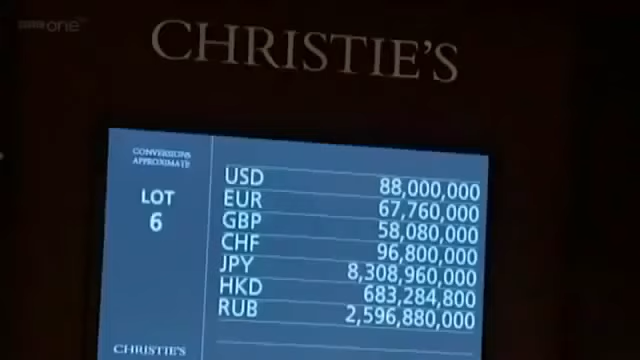 one
CHRISTIE'S
CONVERSIONS
APPROXIMATE
LOT
6
USD 88,000,000
EUR 67,760,000
GBP 58,080,000
CHF 96,800,000
JPY 8,308,960,000
HKD 683,284,800
RUB 2,596,880,000
CHRISTIE'S